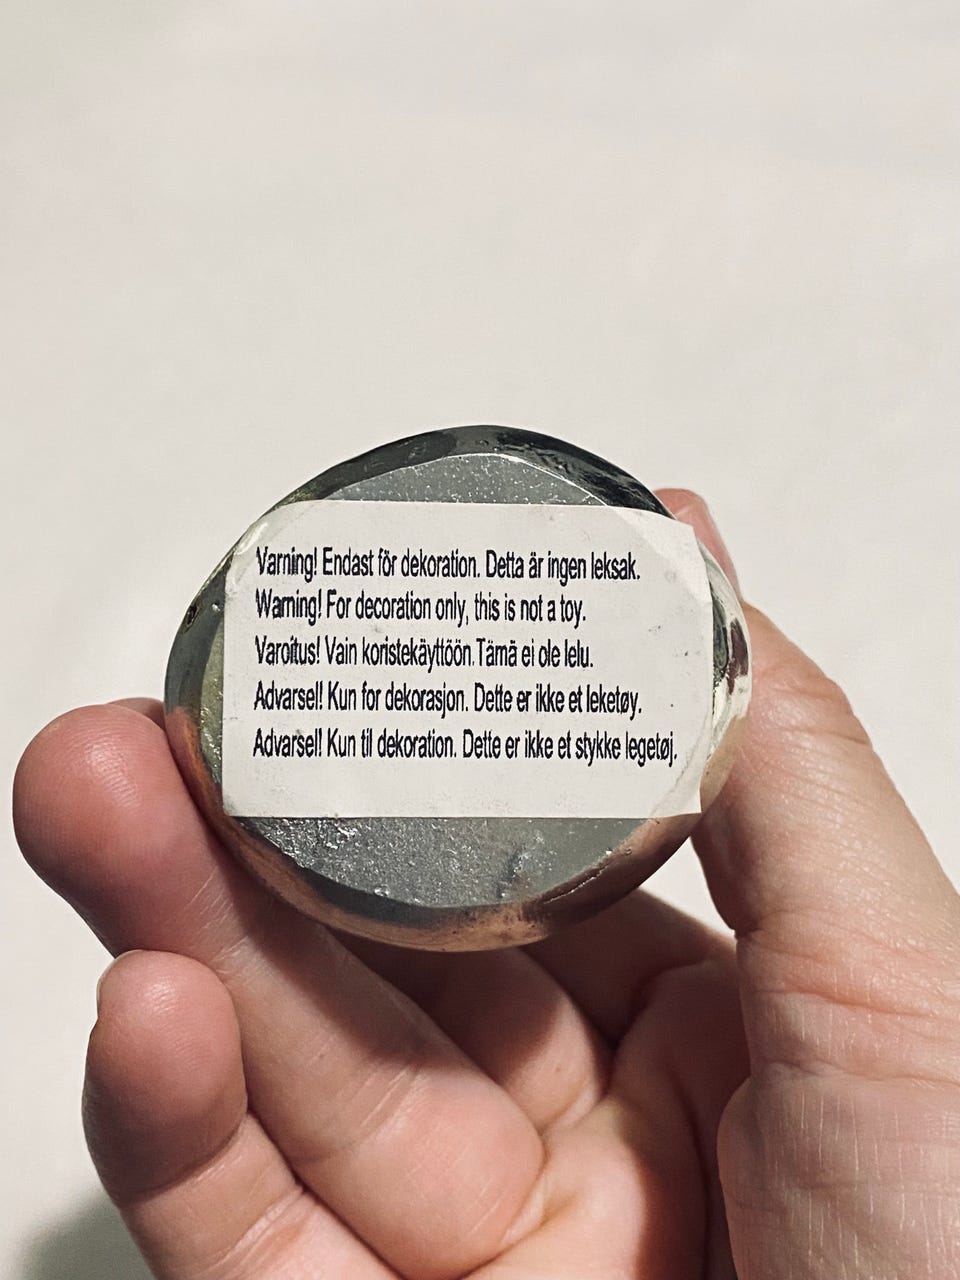 Varning! Endast för dekoration. Detta är ingen leksak.
Warning! For decoration only, this is not a toy.
Varoitus! Vain koristekäyttöön. Tämä ei ole lelu.
Advarsel! Kun for dekorasjon. Dette er ikke et leketøy.
Advarsel! Kun til dekoration. Dette er ikke et stykke legetøj.